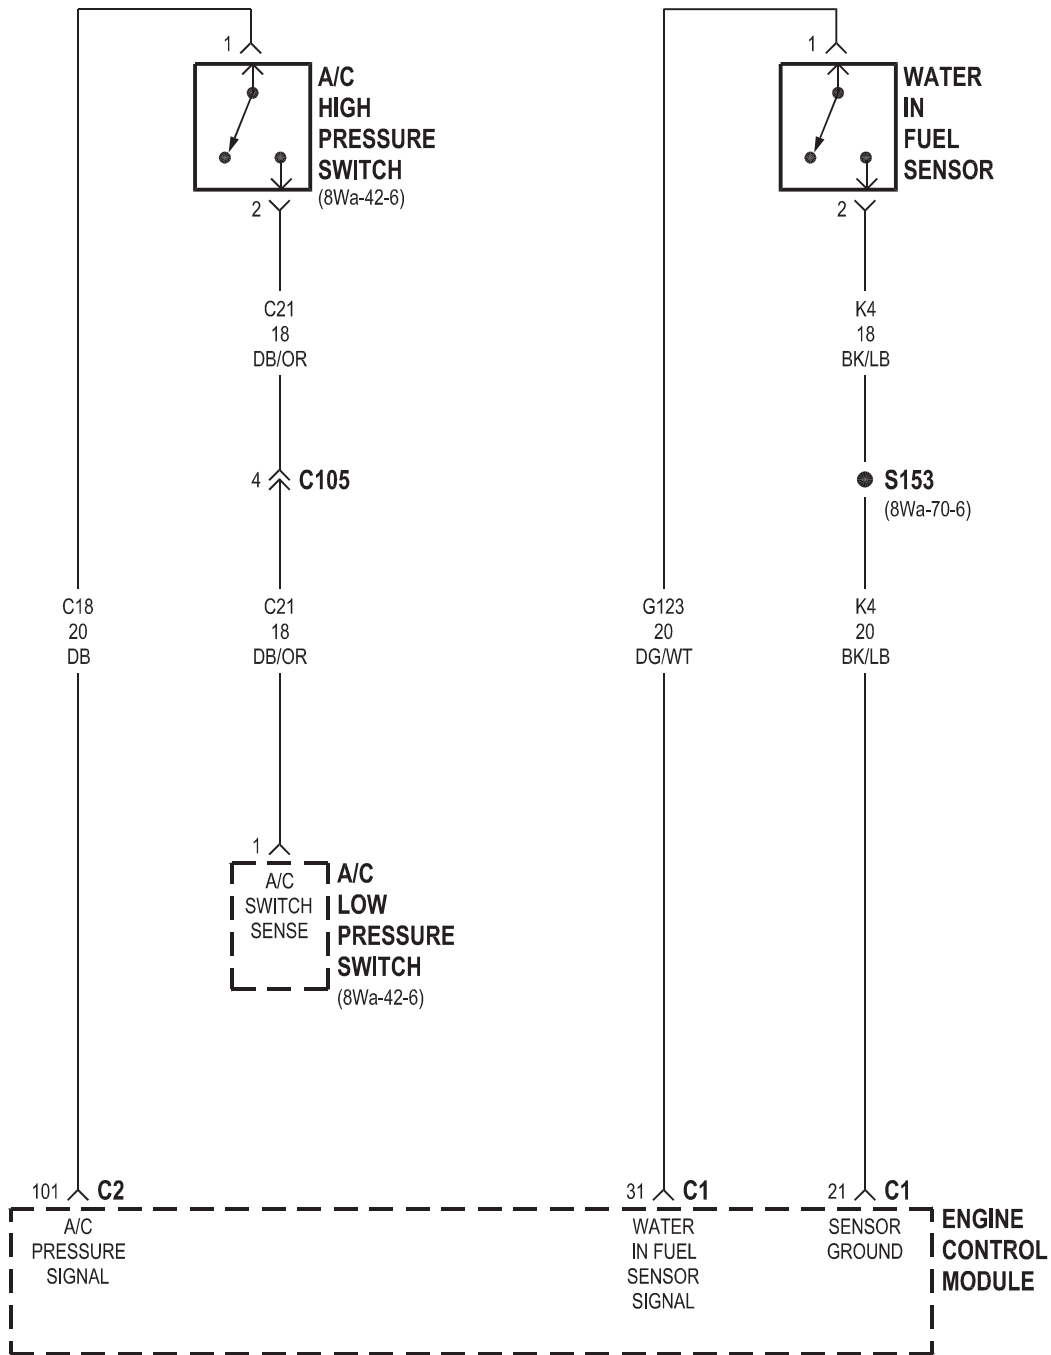 1
A/C
HIGH
PRESSURE
SWITCH
(8Wa-42-6)
2
C21
18
DB/OR
4
C105
C18
20
DB
C21
18
DB/OR
1
A/C
SWITCH
SENSE
A/C
LOW
PRESSURE
SWITCH
(8Wa-42-6)
1
WATER
IN
FUEL
SENSOR
2
K4
18
BK/LB
S153
(8Wa-70-6)
G123
20
DG/WT
K4
20
BK/LB
101
C2
31
C1
21
C1
A/C
PRESSURE
SIGNAL
WATER
IN FUEL
SENSOR
SIGNAL
SENSOR
GROUND
ENGINE
CONTROL
MODULE